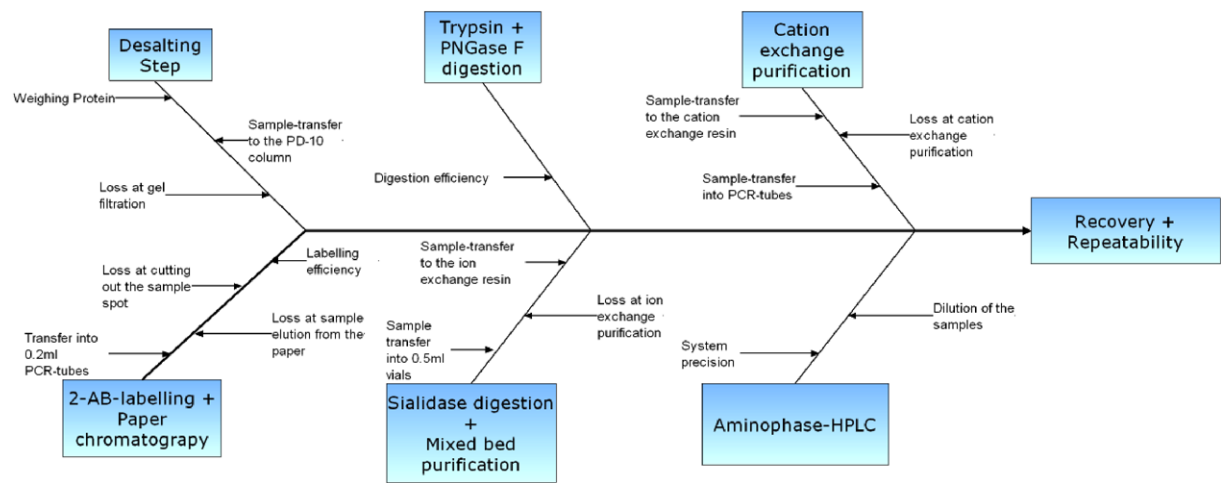 Desalting
Step
Trypsin +
PNGase F
digestion
Cation
exchange
purification
Weighing Protein
Sample-transfer
to the PD-10
column
Loss at gel
filtration
Digestion efficiency
Sample-transfer
to the cation
exchange resin
Loss at cation
exchange
purification
Sample-transfer
into PCR-tubes
Recovery +
Repeatability
Labelling
efficiency
Loss at cutting
out the sample
spot
Loss at sample
elution from the
paper
Transfer into
0.2ml
PCR-tubes
Sample-transfer
to the ion
exchange resin
Loss at ion
exchange
purification
Sample
transfer
into 0.5ml
vials
Dilution of the
samples
System
precision
2-AB-labelling +
Paper
chromatograpy
Sialidase digestion
+
Mixed bed
purification
Aminophase-HPLC